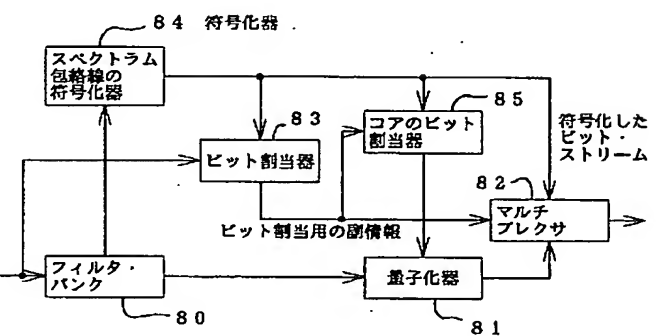 84 符号化器
スペクトラム
包絡線の
符号化器
83
85
コアのビット
割当器
符号化した
ビット・
ストリーム
ビット割当器
82
マルチ
プレクサ
ビット割当用の副情報
フィルタ・
バンク
量子化器
80
81